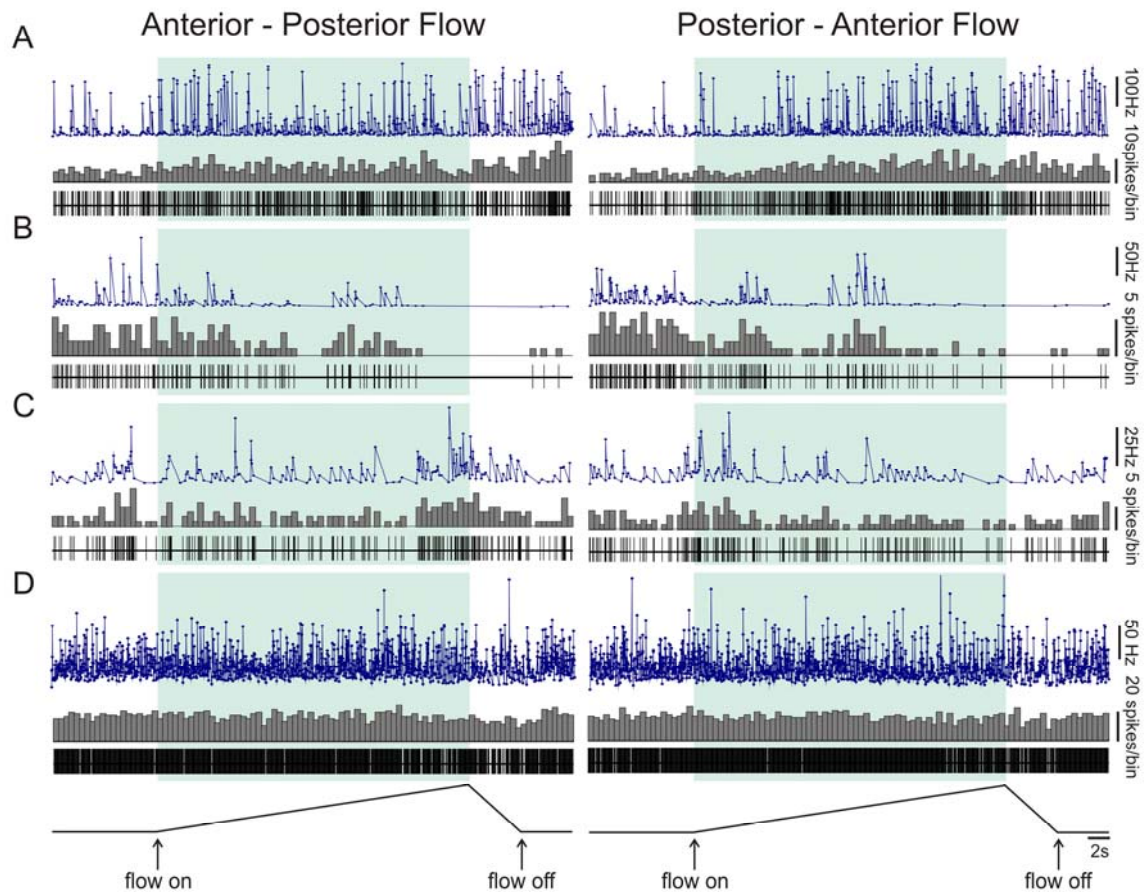 Anterior - Posterior Flow
Posterior - Anterior Flow
A
100Hz
10spikes/bin
B
50Hz
5 spikes/bin
C
25Hz
5 spikes/bin
D
50 Hz
20 spikes/bin
2s
flow on
flow off
flow on
flow off